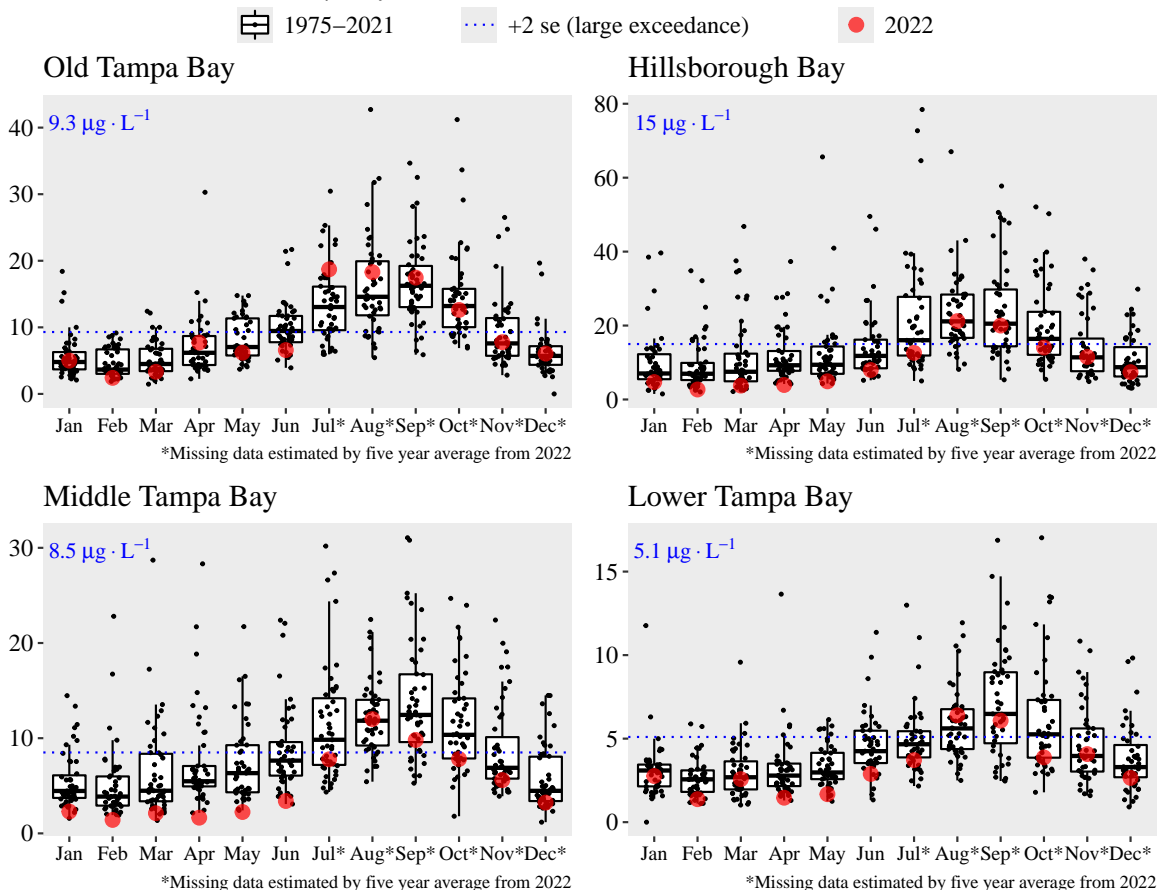 1975–2021 +2 se (large exceedance) 2022
Old Tampa Bay
9.3 μg · L⁻¹
40
30
20
10
0
Jan Feb Mar Apr May Jun Jul* Aug* Sep* Oct* Nov* Dec*
*Missing data estimated by five year average from 2022
Hillsborough Bay
15 μg · L⁻¹
80
60
40
20
0
Jan Feb Mar Apr May Jun Jul* Aug* Sep* Oct* Nov* Dec*
*Missing data estimated by five year average from 2022
Middle Tampa Bay
8.5 μg · L⁻¹
30
20
10
0
Jan Feb Mar Apr May Jun Jul* Aug* Sep* Oct* Nov* Dec*
*Missing data estimated by five year average from 2022
Lower Tampa Bay
5.1 μg · L⁻¹
15
10
5
0
Jan Feb Mar Apr May Jun Jul* Aug* Sep* Oct* Nov* Dec*
*Missing data estimated by five year average from 2022